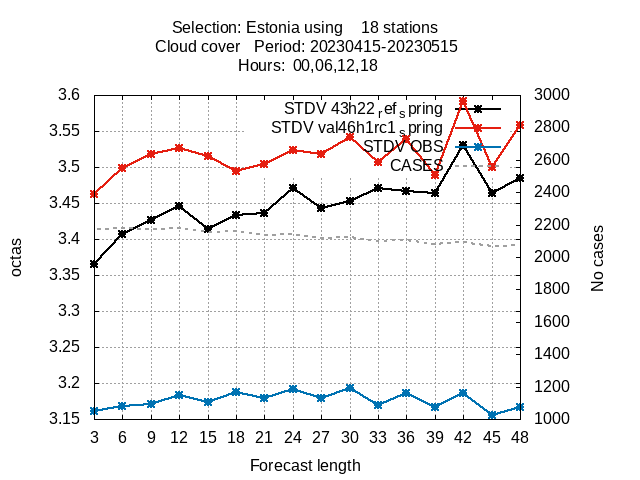 Selection: Estonia using    18 stations
Cloud cover   Period: 20230415-20230515
Hours:  00,06,12,18
STDV 43h22refspring
STDV val46h1rc1spring
STDV OBS
CASES
3.6
3.55
3.5
3.45
3.4
3.35
3.3
3.25
3.2
3.15
3000
2800
2600
2400
2200
2000
1800
1600
1400
1200
1000
octas
No cases
3 6 9 12 15 18 21 24 27 30 33 36 39 42 45 48
Forecast length